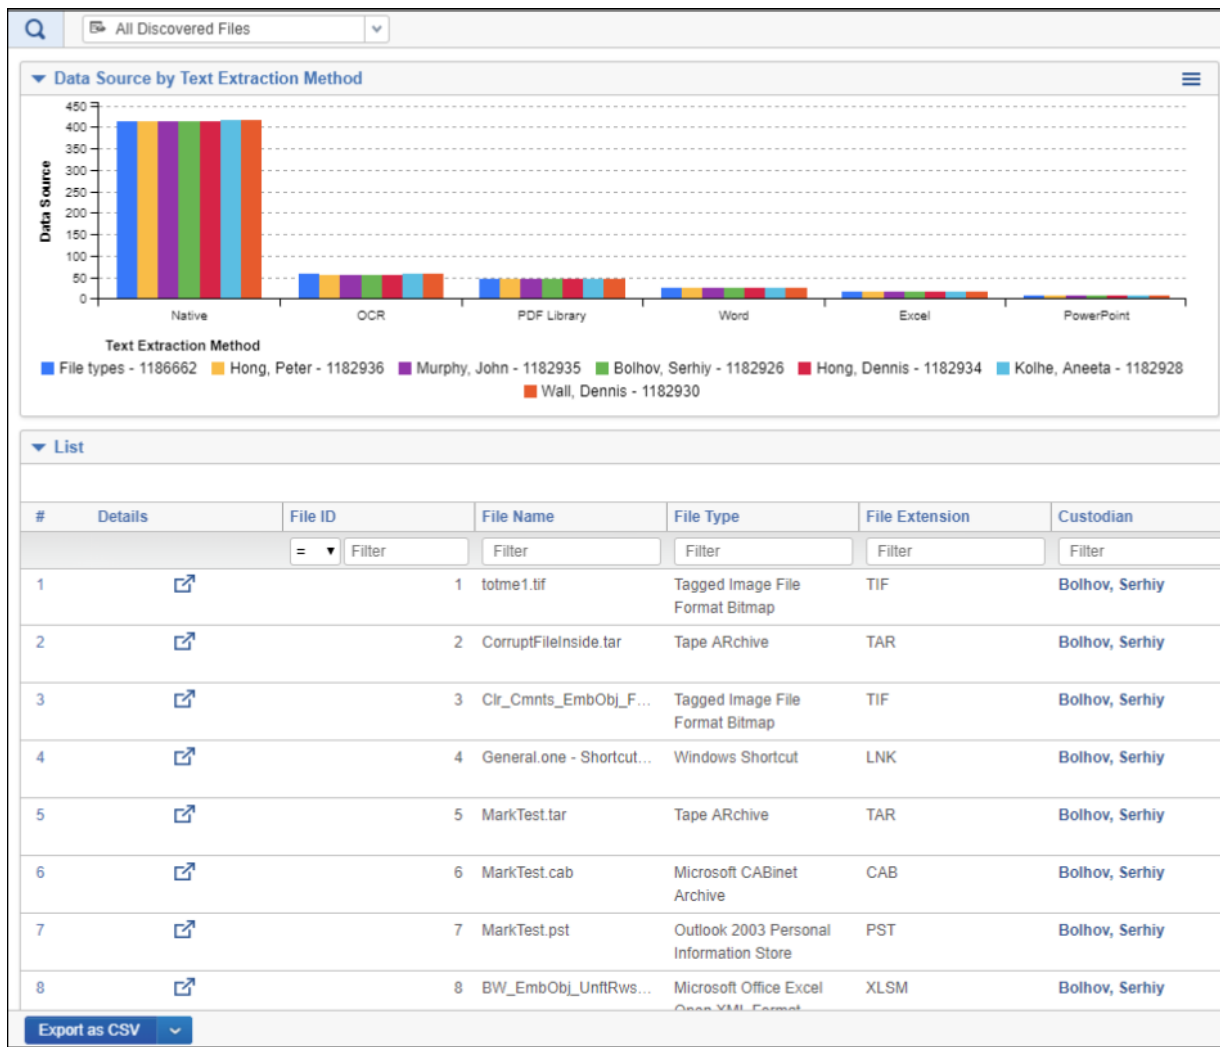 All Discovered Files
Data Source by Text Extraction Method
450
400
350
300
250
200
150
100
50
0
Data Source
Native OCR PDF Library Word Excel PowerPoint
Text Extraction Method
File types - 1186662 Hong, Peter - 1182936 Murphy, John - 1182935 Bolhov, Serhiy - 1182926 Hong, Dennis - 1182934 Kolhe, Aneeta - 1182928
Wall, Dennis - 1182930
List
# Details File ID File Name File Type File Extension Custodian
= Filter Filter Filter Filter Filter
1 1 totme1.tif Tagged Image File TIF Bolhov, Serhiy
Format Bitmap
2 2 CorruptFileInside.tar Tape ARchive TAR Bolhov, Serhiy
3 3 Clr_Cmnts_EmbObj_F... Tagged Image File TIF Bolhov, Serhiy
Format Bitmap
4 4 General.one - Shortcut... Windows Shortcut LNK Bolhov, Serhiy
5 5 MarkTest.tar Tape ARchive TAR Bolhov, Serhiy
6 6 MarkTest.cab Microsoft CABinet CAB Bolhov, Serhiy
Archive
7 7 MarkTest.pst Outlook 2003 Personal PST Bolhov, Serhiy
Information Store
8 8 BW_EmbObj_UnftRws... Microsoft Office Excel XLSM Bolhov, Serhiy
Open XML Format
Export as CSV